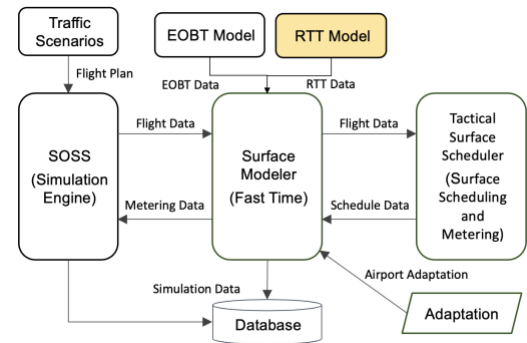 Traffic
Scenarios
EOBT Model
RTT Model
Flight Plan
EOBT Data
RTT Data
SOSS
(Simulation
Engine)
Flight Data
Metering Data
Surface
Modeler
(Fast Time)
Flight Data
Schedule Data
Tactical
Surface
Scheduler
(Surface
Scheduling
and
Metering)
Simulation Data
Airport Adaptation
Database
Adaptation